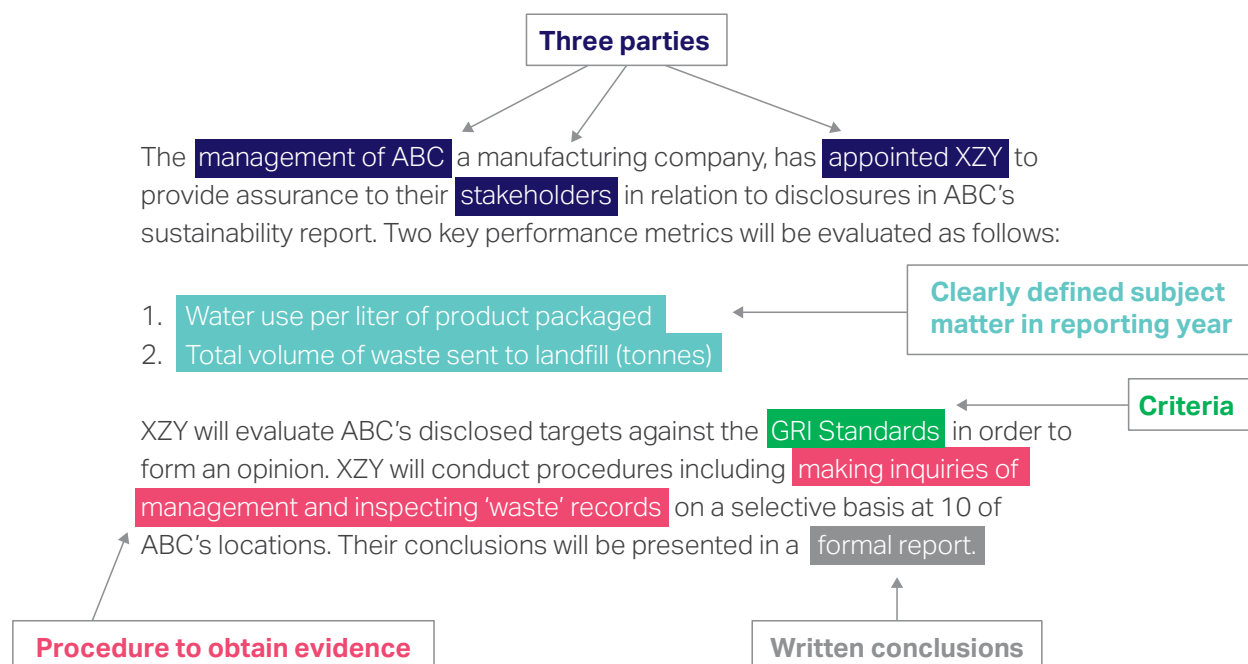 Three parties
The management of ABC a manufacturing company, has appointed XZY to
provide assurance to their stakeholders in relation to disclosures in ABC’s
sustainability report. Two key performance metrics will be evaluated as follows:
Clearly defined subject
matter in reporting year
1. Water use per liter of product packaged
2. Total volume of waste sent to landfill (tonnes)
Criteria
XZY will evaluate ABC’s disclosed targets against the GRI Standards in order to
form an opinion. XZY will conduct procedures including making inquiries of
management and inspecting ‘waste’ records on a selective basis at 10 of
ABC’s locations. Their conclusions will be presented in a formal report.
Procedure to obtain evidence
Written conclusions